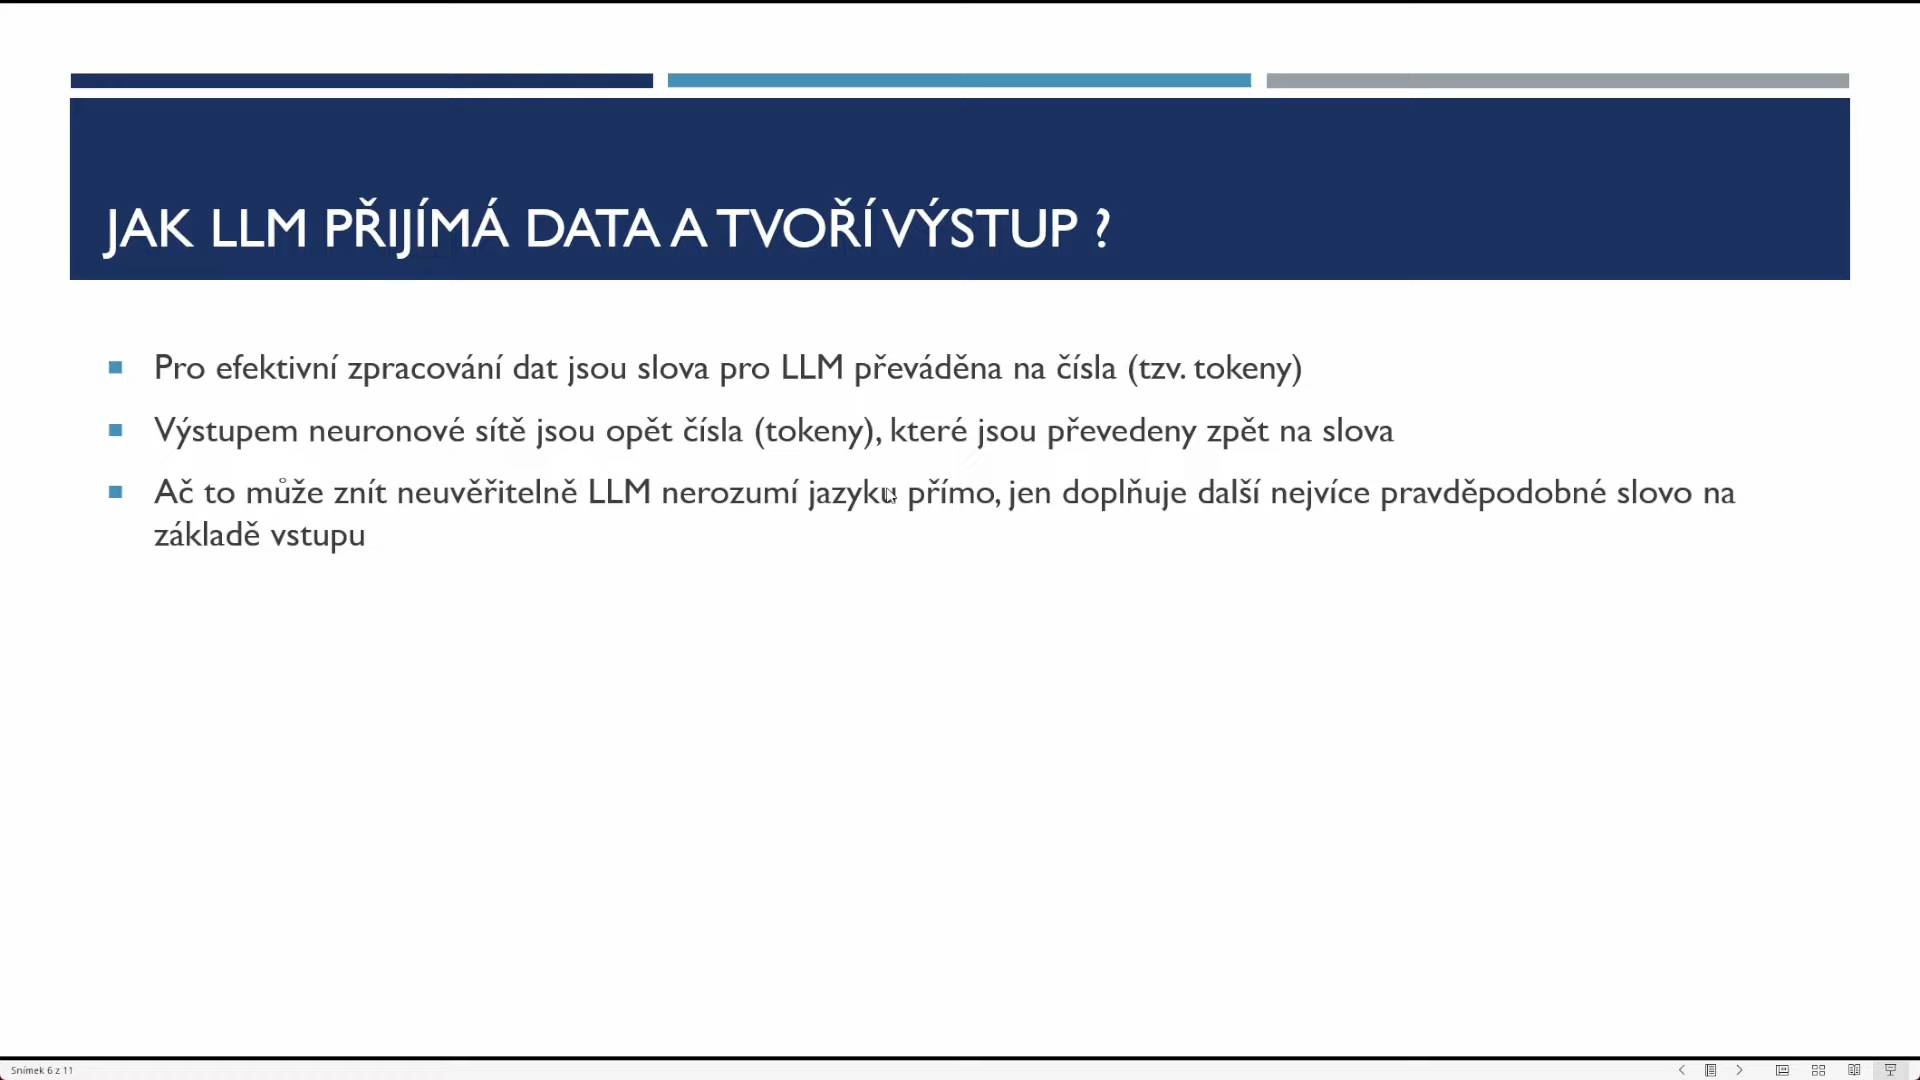 JAK LLM PŘIJÍMÁ DATA A TVOŘÍ VÝSTUP ?
Pro efektivní zpracování dat jsou slova pro LLM převáděna na čísla (tzv. tokeny)
Výstupem neuronové sítě jsou opět čísla (tokeny), které jsou převedeny zpět na slova
Ač to může znít neuvěřitelně LLM nerozumí jazyku přímo, jen doplňuje další nejvíce pravděpodobné slovo na
základě vstupu
Snímek 6 z 11